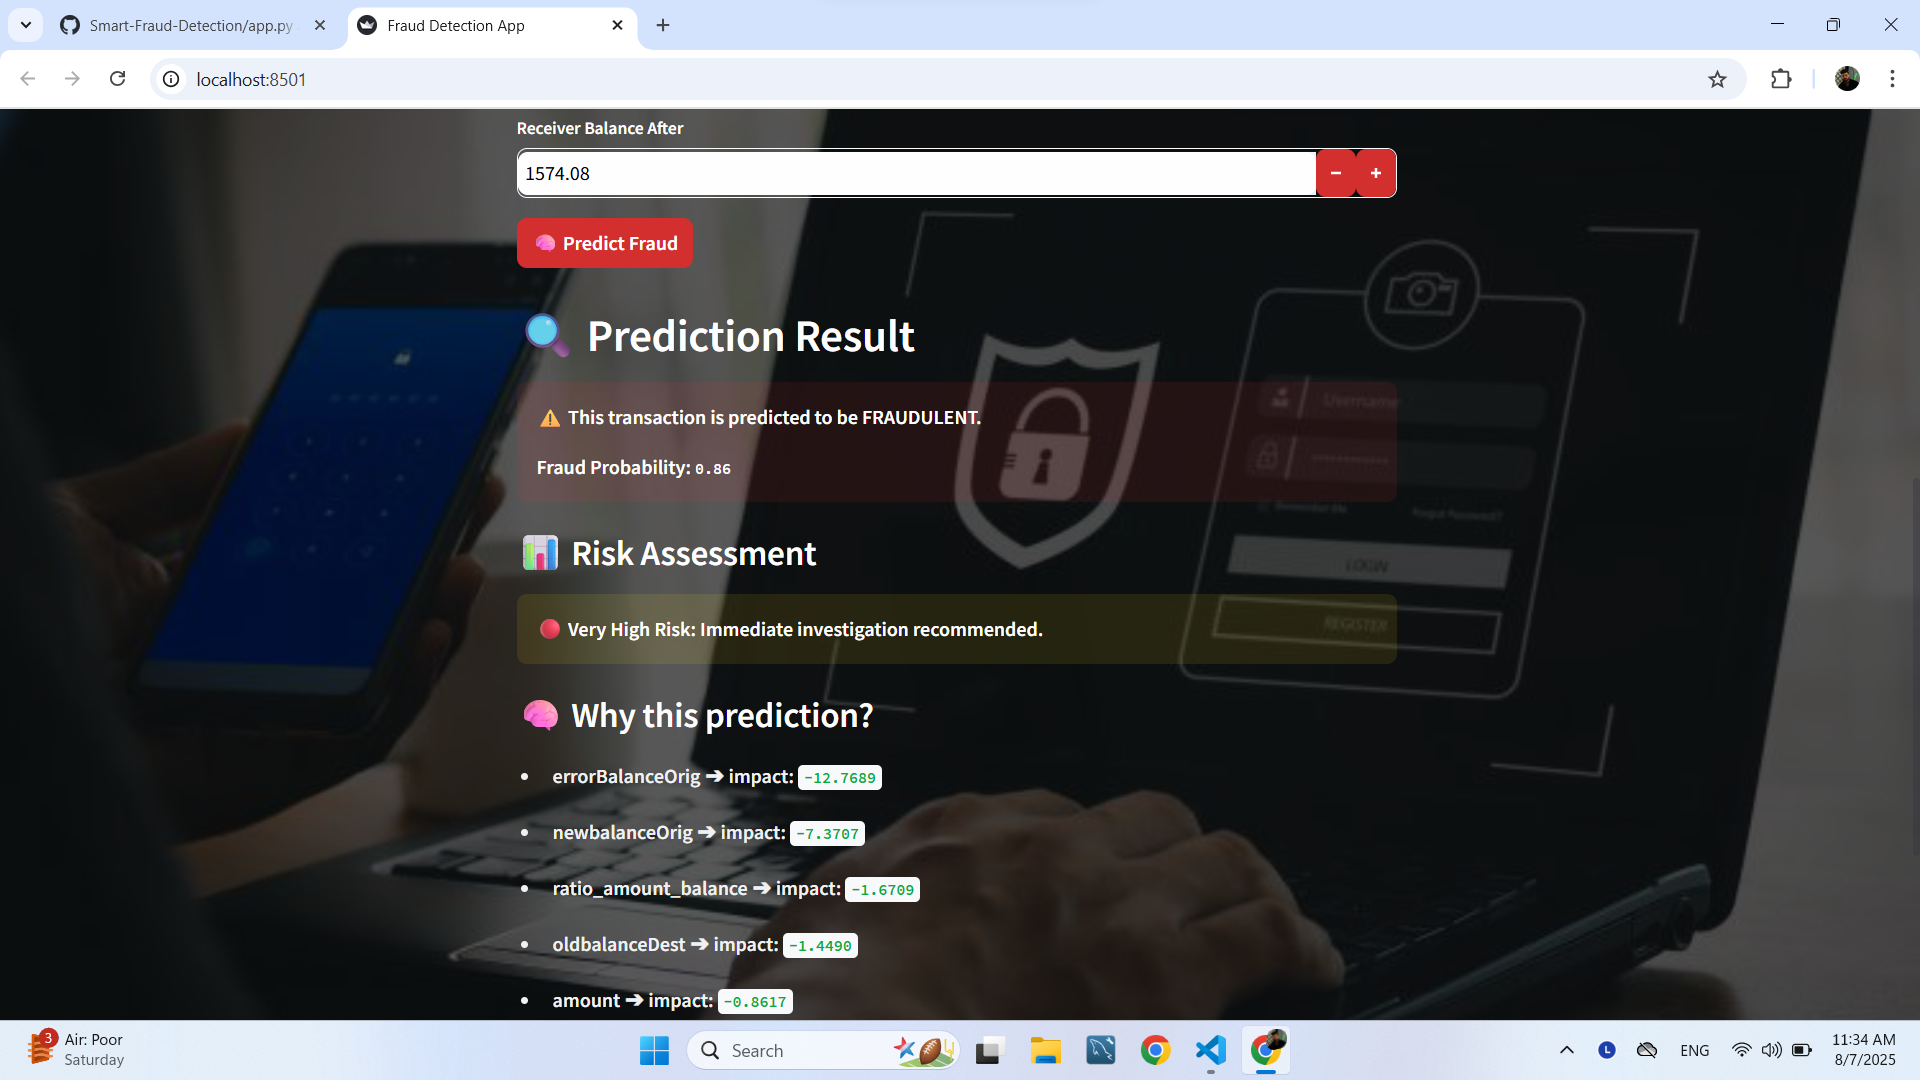 Smart-Fraud-Detection/app.py
Fraud Detection App
localhost:8501
Receiver Balance After
1574.08
− +
🧠 Predict Fraud
🔍 Prediction Result
⚠️ This transaction is predicted to be FRAUDULENT.
Fraud Probability: 0.86
📊 Risk Assessment
🔴 Very High Risk: Immediate investigation recommended.
🧠 Why this prediction?
• errorBalanceOrig ➔ impact: -12.7689
• newbalanceOrig ➔ impact: -7.3707
• ratio_amount_balance ➔ impact: -1.6709
• oldbalanceDest ➔ impact: -1.4490
• amount ➔ impact: -0.8617
Username
Remember Me Forgot Password?
LOGIN
REGISTER
3
Air: Poor
Saturday
Search
L
ENG
11:34 AM
8/7/2025